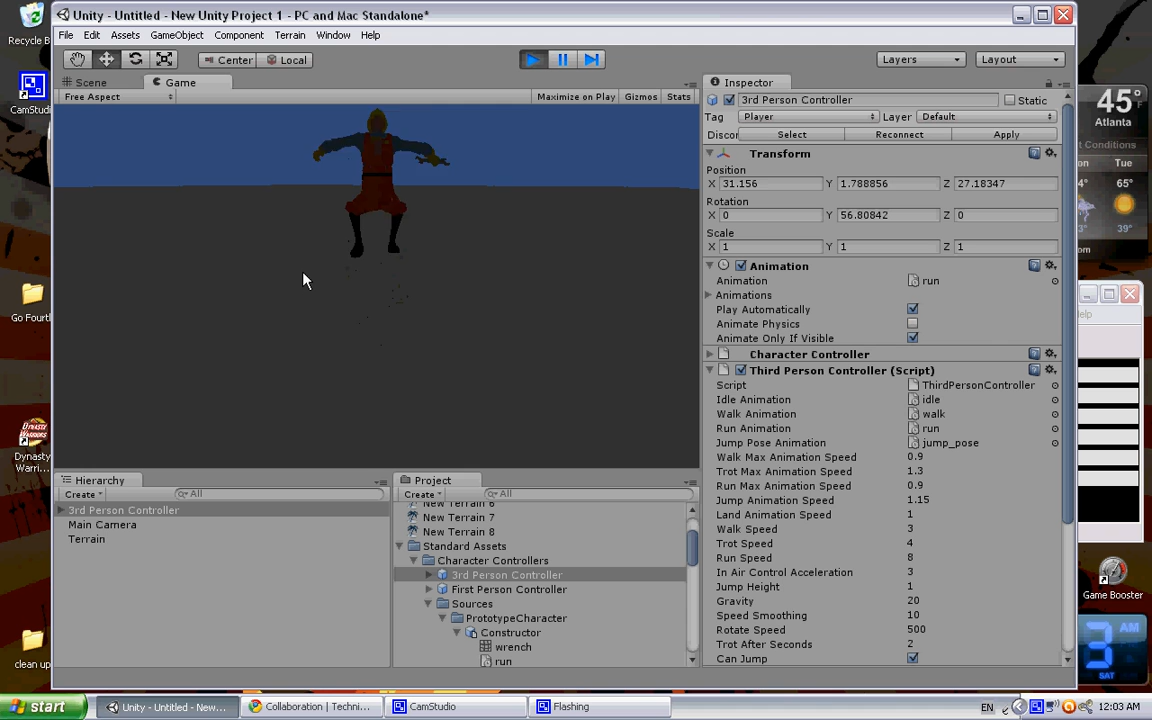 Unity - Untitled - New Unity Project 1 - PC and Mac Standalone*
File Edit Assets GameObject Component Terrain Window Help
Center Local Layers Layout
Scene Game
Free Aspect Maximize on Play Gizmos Stats
Inspector
3rd Person Controller Static
Tag Player Layer Default
Select Reconnect Apply
Transform
Position
X 31.156 Y 1.788856 Z 27.18347
Rotation
X 0 Y 56.80842 Z 0
Scale
X 1 Y 1 Z 1
Animation
Animation run
Animations
Play Automatically
Animate Physics
Animate Only If Visible
Character Controller
Third Person Controller (Script)
Script ThirdPersonController
Idle Animation idle
Walk Animation walk
Run Animation run
Jump Pose Animation jump_pose
Walk Max Animation Speed 0.9
Trot Max Animation Speed 1.3
Run Max Animation Speed 0.9
Jump Animation Speed 1.15
Land Animation Speed 1
Walk Speed 3
Trot Speed 4
Run Speed 8
In Air Control Acceleration 3
Jump Height 1
Gravity 20
Speed Smoothing 10
Rotate Speed 500
Trot After Seconds 2
Can Jump
Hierarchy
Create All
3rd Person Controller
Main Camera
Terrain
Project
Create All
New Terrain 6
New Terrain 7
New Terrain 8
Standard Assets
Character Controllers
3rd Person Controller
First Person Controller
Sources
PrototypeCharacter
Constructor
wrench
run
Recycle B
CamStudi
Go Fourth
Dynasty
Warri...
clean up
45°
Atlanta
t Conditions
Tue
65°
39°
Game Booster
3 AM
SAT
start
Unity - Untitled - New...
Collaboration | Techni...
CamStudio
Flashing
EN
12:03 AM